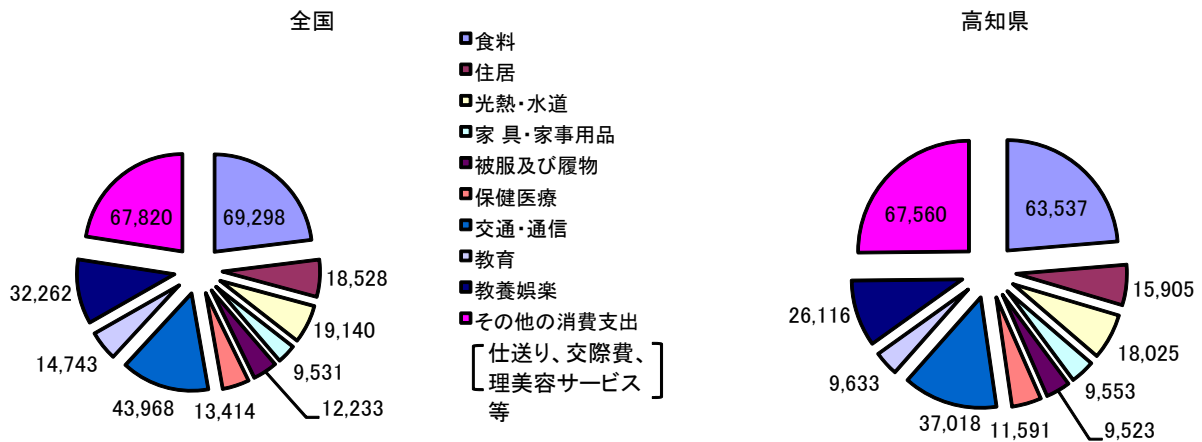 全国
69,298
18,528
19,140
9,531
12,233
13,414
43,968
14,743
32,262
67,820
食料
住居
光熱・水道
家 具・家事用品
被服及び履物
保健医療
交通・通信
教育
教養娯楽
その他の消費支出
仕送り、交際費、
理美容サービス
等
高知県
63,537
15,905
18,025
9,553
9,523
11,591
37,018
9,633
26,116
67,560